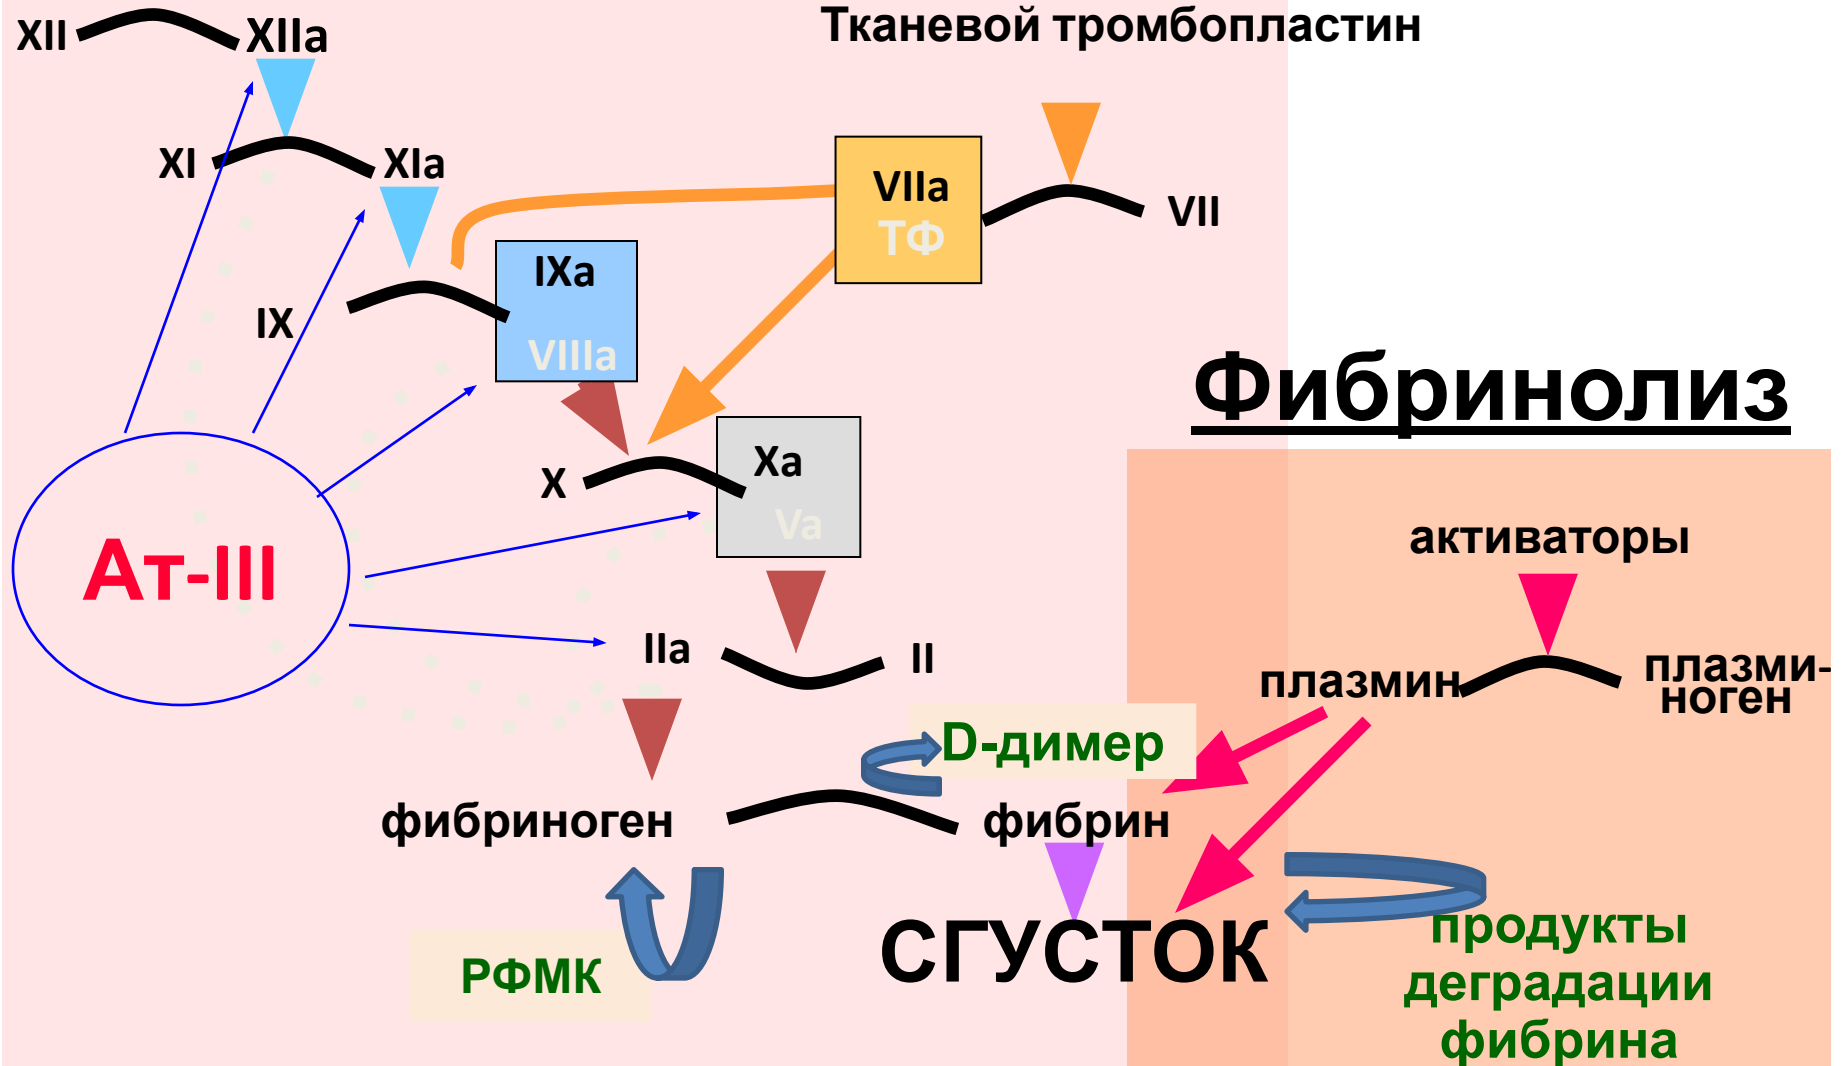 XII
XIIa
Тканевой тромбопластин
XI
XIa
VIIa
ТФ
VII
IXa
IX
VIIIa
Фибринолиз
Xa
X
Va
активаторы
Ат-III
IIa
II
плазмин
плазми-
ноген
D-димер
фибриноген
фибрин
СГУСТОК
РФМК
продукты
деградации
фибрина